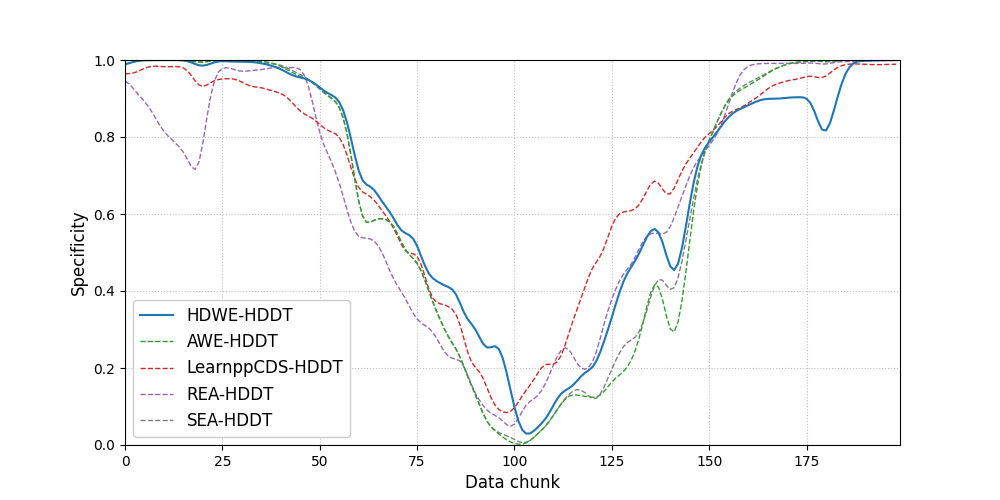 1.0
0.8
0.6
0.4
0.2
0.0
Specificity
HDWE-HDDT
AWE-HDDT
LearnppCDS-HDDT
REA-HDDT
SEA-HDDT
0 25 50 75 100 125 150 175
Data chunk